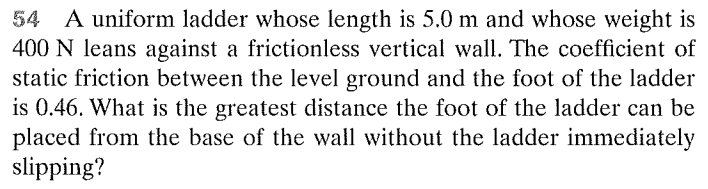 54 A uniform ladder whose length is 5.0 m and whose weight is
400 N leans against a frictionless vertical wall. The coefficient of
static friction between the level ground and the foot of the ladder
is 0.46. What is the greatest distance the foot of the ladder can be
placed from the base of the wall without the ladder immediately
slipping?